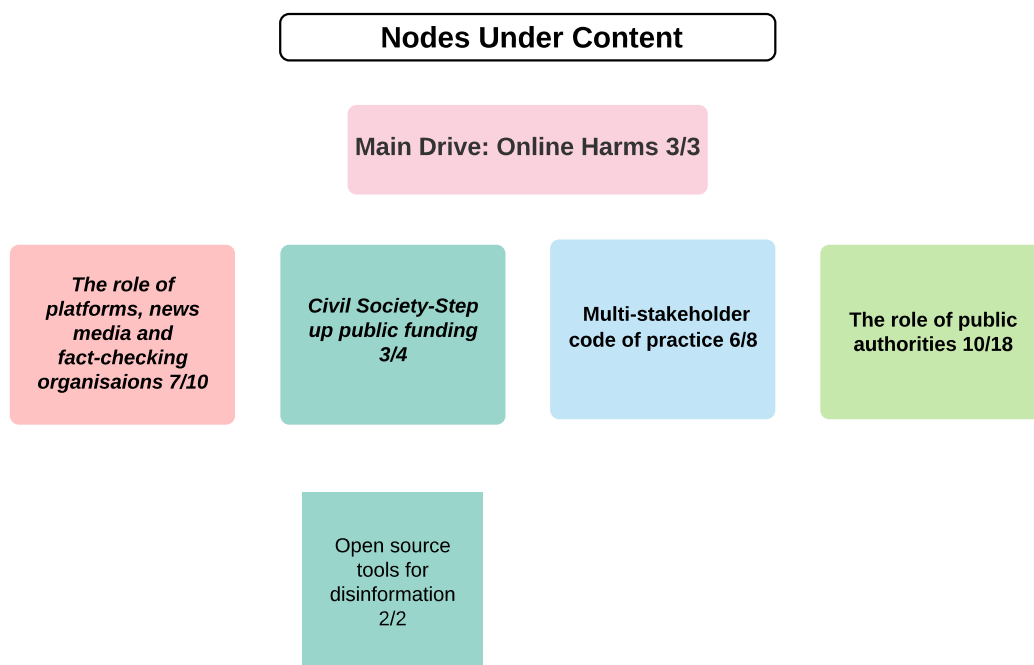 Nodes Under Content
Main Drive: Online Harms 3/3
The role of
platforms, news
media and
fact-checking
organisaions 7/10
Civil Society-Step
up public funding
3/4
Multi-stakeholder
code of practice 6/8
The role of public
authorities 10/18
Open source
tools for
disinformation
2/2